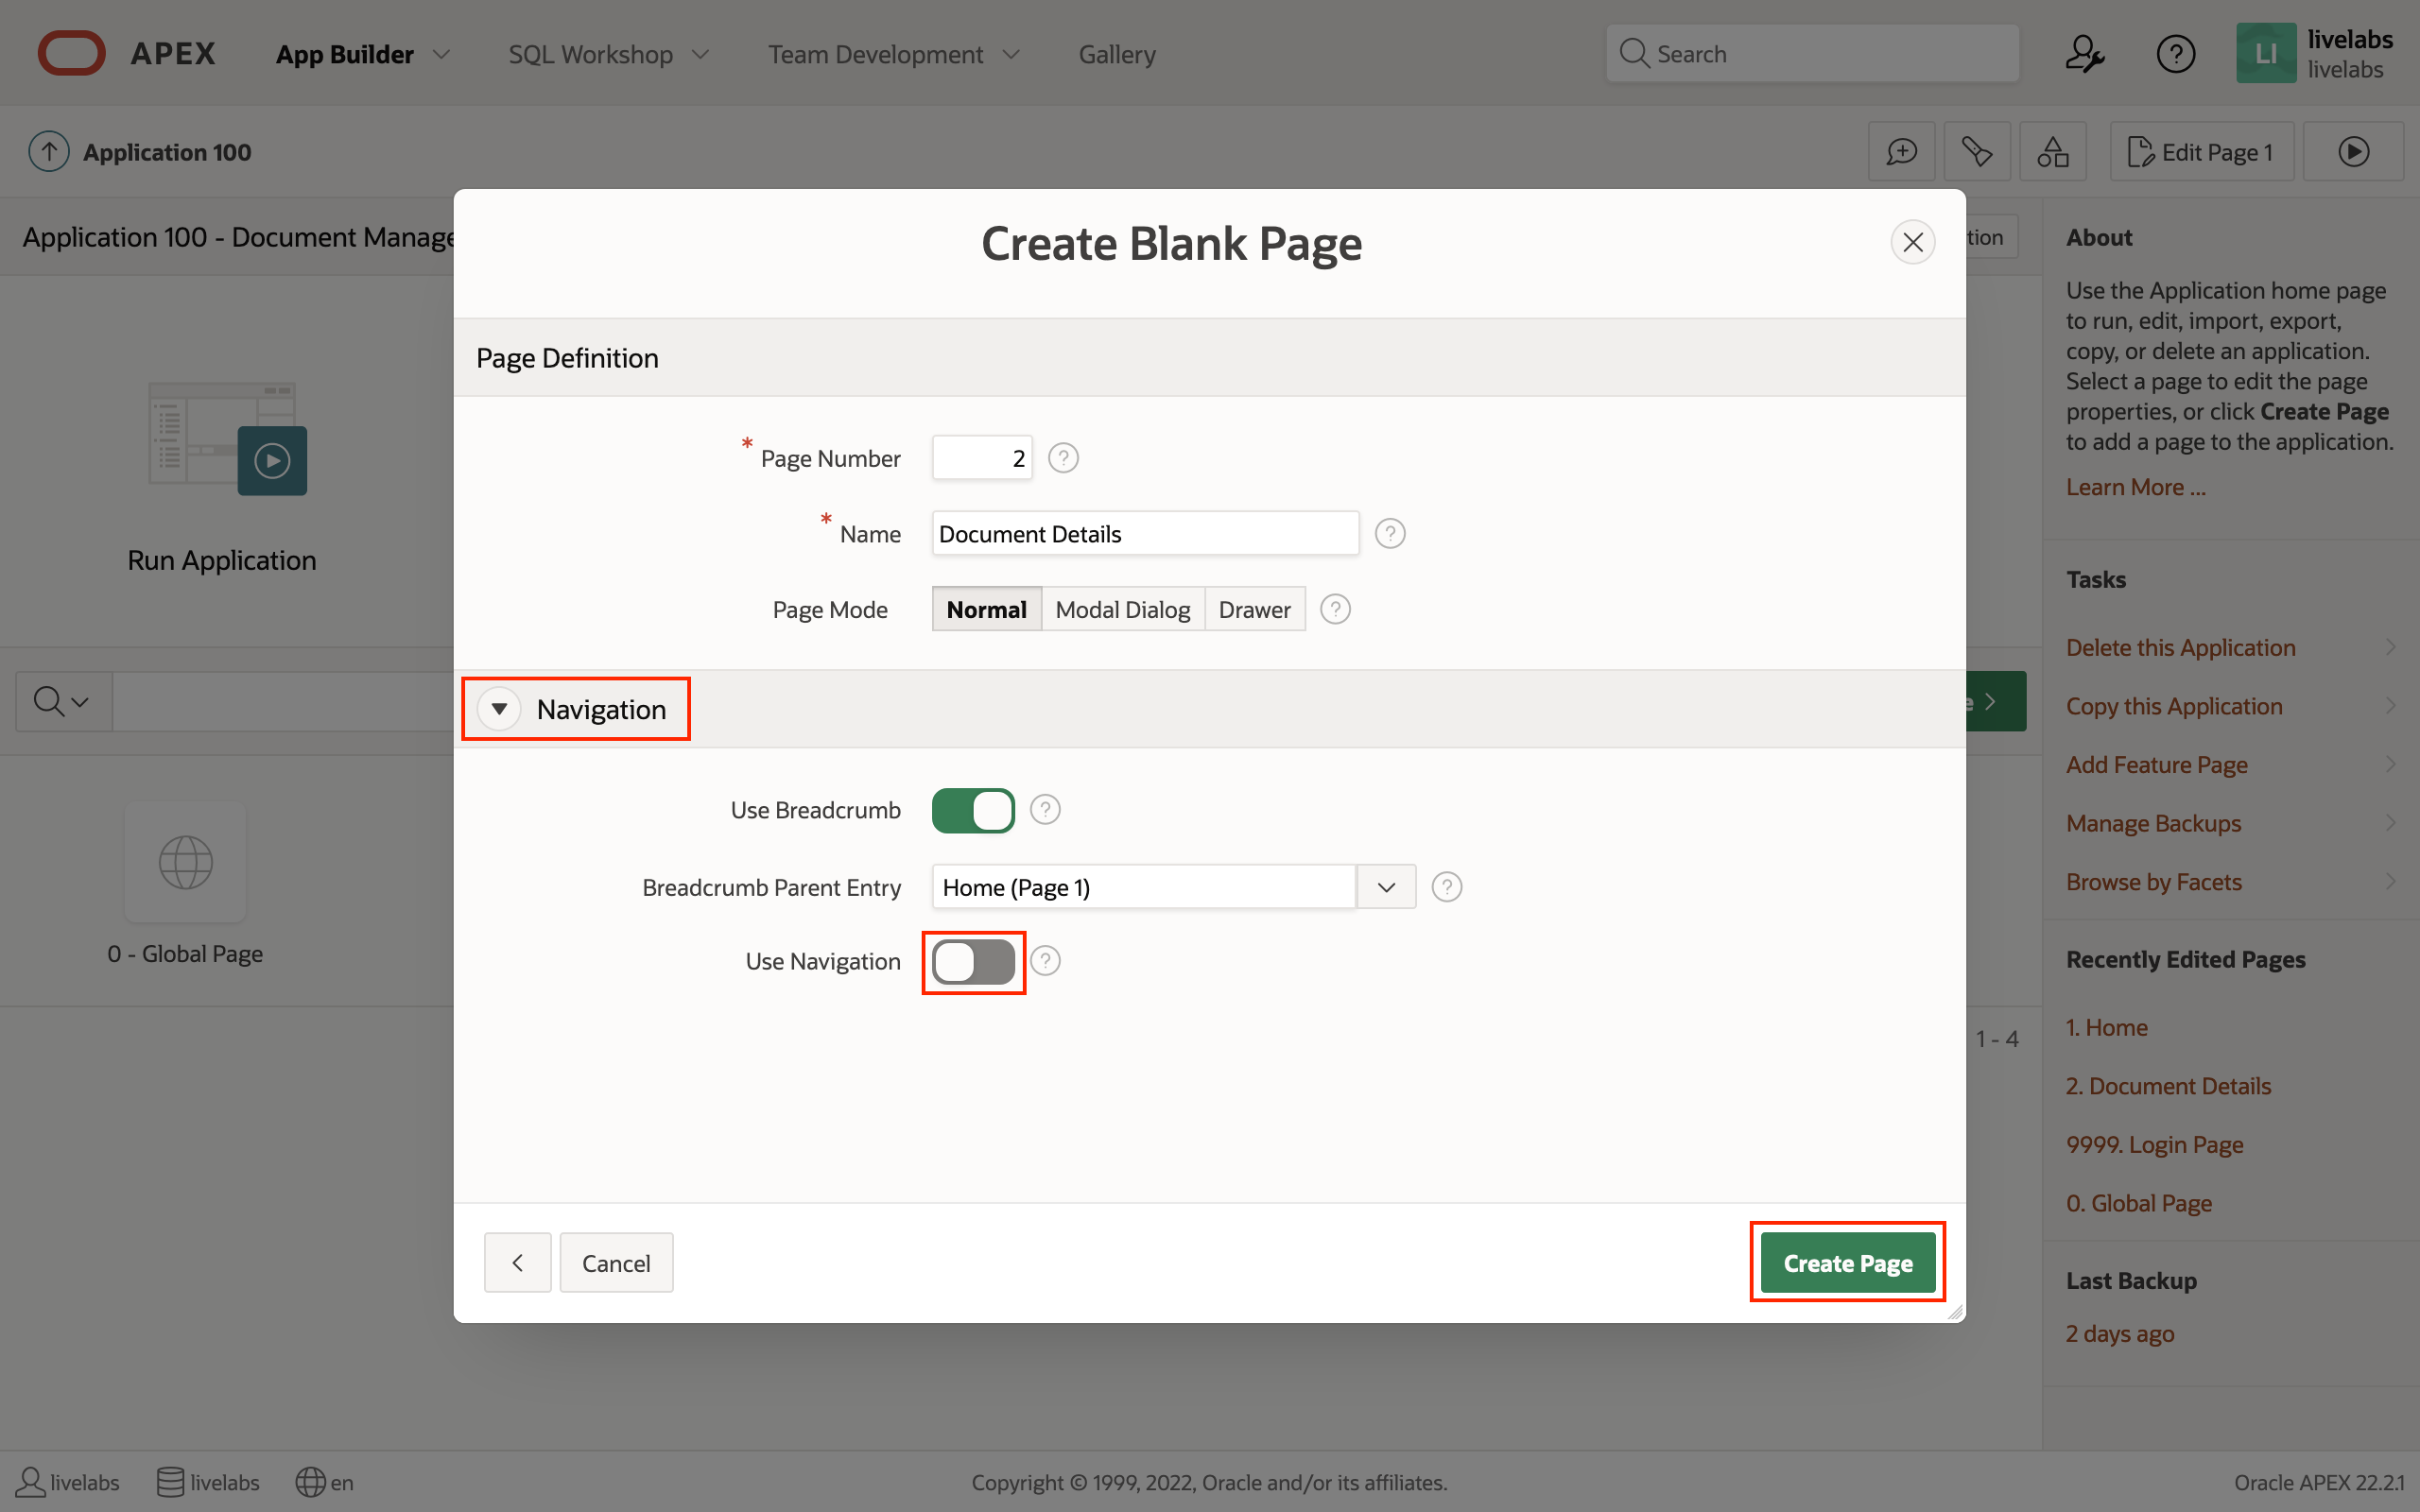 APEX
App Builder
SQL Workshop
Team Development
Gallery
Search
LI
livelabs
livelabs
Application 100
Edit Page 1
Application 100 - Document Manage
tion
Run Application
e
0 - Global Page
1 - 4
Create Blank Page
Page Definition
* Page Number 2
* Name Document Details
Page Mode Normal Modal Dialog Drawer
Navigation
Use Breadcrumb
Breadcrumb Parent Entry Home (Page 1)
Use Navigation
Cancel
Create Page
About
Use the Application home page
to run, edit, import, export,
copy, or delete an application.
Select a page to edit the page
properties, or click Create Page
to add a page to the application.
Learn More ...
Tasks
Delete this Application
Copy this Application
Add Feature Page
Manage Backups
Browse by Facets
Recently Edited Pages
1. Home
2. Document Details
9999. Login Page
0. Global Page
Last Backup
2 days ago
livelabs
livelabs
en
Copyright © 1999, 2022, Oracle and/or its affiliates.
Oracle APEX 22.2.1